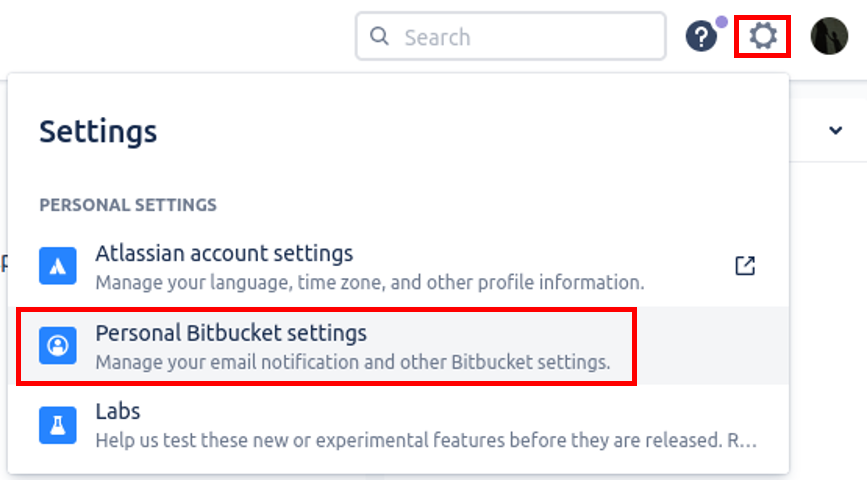 Search
?
Settings
PERSONAL SETTINGS
Atlassian account settings
Manage your language, time zone, and other profile information.
Personal Bitbucket settings
Manage your email notification and other Bitbucket settings.
Labs
Help us test these new or experimental features before they are released. R…